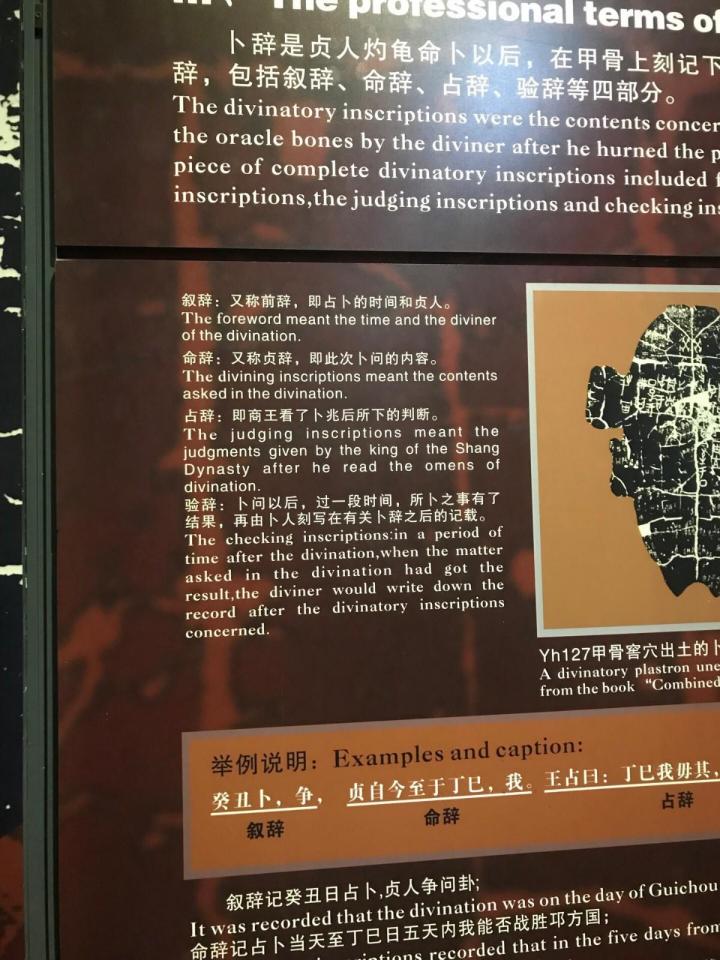 The professional terms of
卜辞是贞人灼龟命卜以后，在甲骨上刻记下
辞，包括叙辞、命辞、占辞、验辞等四部分。
The divinatory inscriptions were the contents
the oracle bones by the diviner after he hurned the
piece of complete divinatory inscriptions included
inscriptions,the judging inscriptions and checking
叙辞：又称前辞，即占卜的时间和贞人。
The foreword meant the time and the diviner
of the divination.
命辞：又称贞辞，即此次卜问的内容。
The divining inscriptions meant the contents
asked in the divination.
占辞：即商王看了卜兆后所下的判断。
The judging inscriptions meant the
judgments given by the king of the Shang
Dynasty after he read the omens of
divination.
验辞：卜问以后，过一段时间，所卜之事有了
结果，再由卜人刻写在有关卜辞之后的记载。
The checking inscriptions:in a period of
time after the divination,when the matter
asked in the divination had got the
result,the diviner would write down the
record after the divinatory inscriptions
concerned.
Yh127甲骨窖穴出土的卜
A divinatory plastron une
from the book “Combined
举例说明：Examples and caption:
癸丑卜，争， 贞自今至于丁巳，我。王占曰：丁巳我毋其，
叙辞 命辞 占辞
叙辞记癸丑日占卜,贞人争问卦;
It was recorded that the divination was on the day of Guichou
命辞记占卜当天至丁巳日五天内我能否战胜邛方国;
recorded that in the five days from